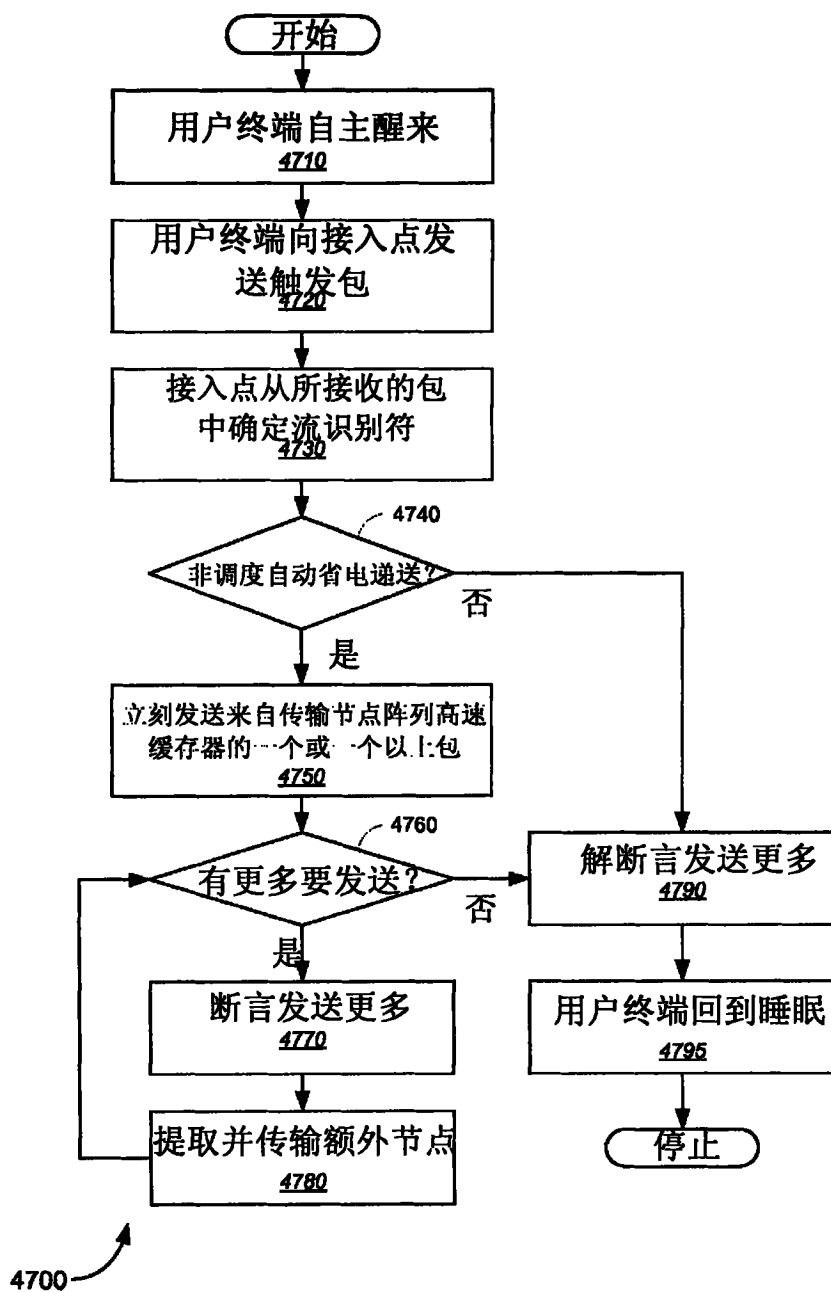 开始
用户终端自主醒来
4710
用户终端向接入点发
送触发包
4720
接入点从所接收的包
中确定流识别符
4730
4740
非调度自动省电递送?
否
是
立刻发送来自传输节点阵列高速
缓存器的一个或一个以上包
4750
4760
有更多要发送?
否
是
断言发送更多
4770
提取并传输额外节点
4780
解断言发送更多
4790
用户终端回到睡眠
4795
停止
4700